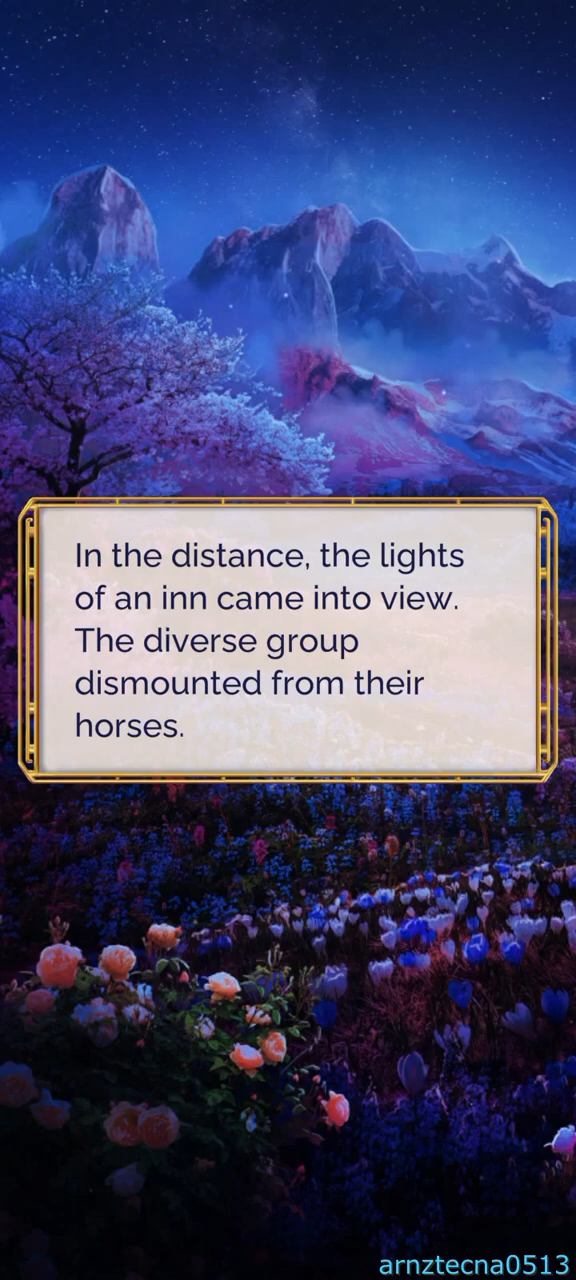 In the distance, the lights
of an inn came into view.
The diverse group
dismounted from their
horses.
arnztecna0513